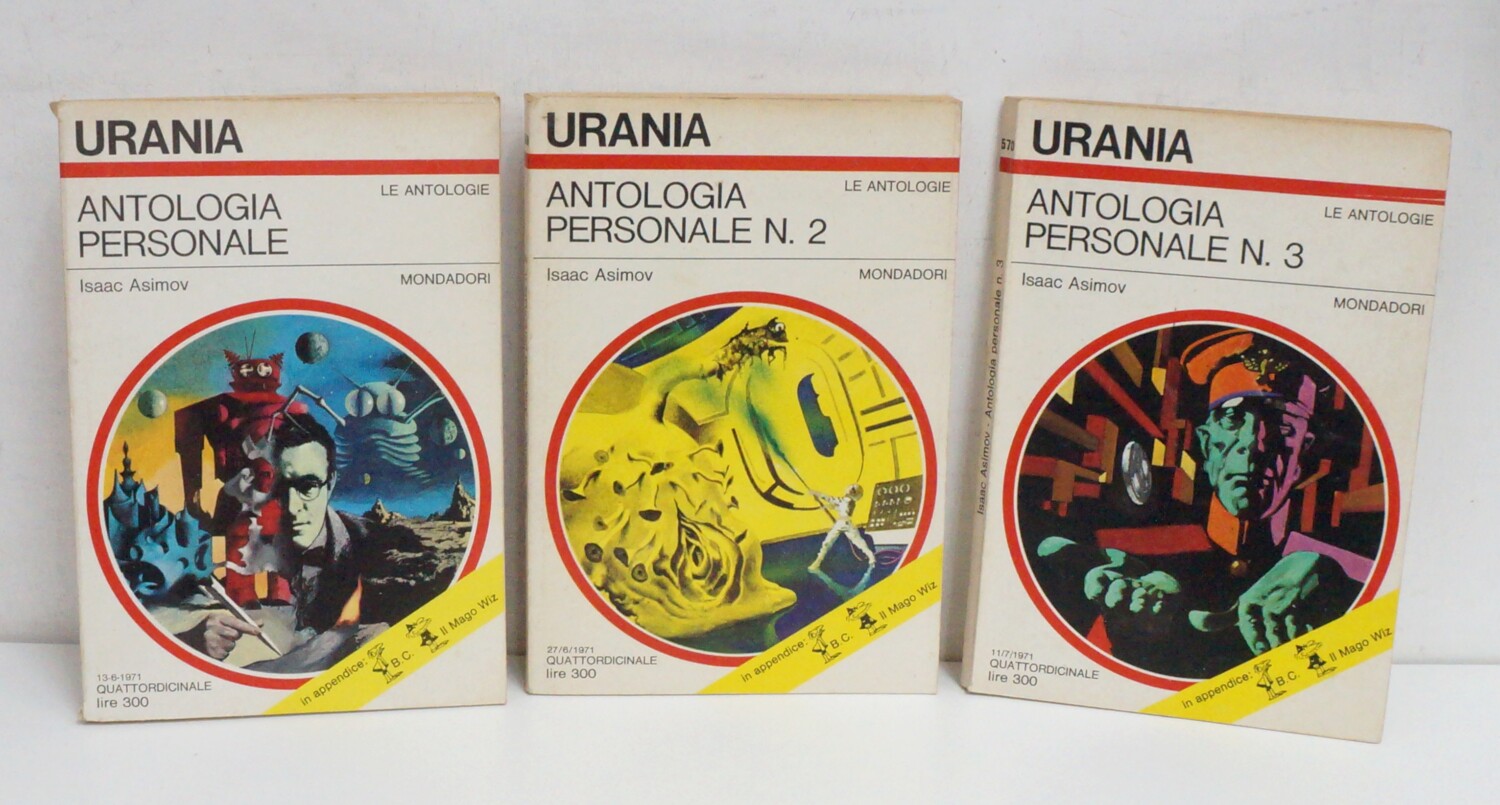 URANIA
LE ANTOLOGIE
ANTOLOGIA
PERSONALE
Isaac Asimov
MONDADORI
13-6-1971
QUATTORDICINALE
lire 300
in appendice: B.C. Il Mago Wiz
URANIA
LE ANTOLOGIE
ANTOLOGIA
PERSONALE N. 2
Isaac Asimov
MONDADORI
27/6/1971
QUATTORDICINALE
lire 300
in appendice: B.C. Il Mago Wiz
570
Isaac Asimov - Antologia personale n. 3
URANIA
LE ANTOLOGIE
ANTOLOGIA
PERSONALE N. 3
Isaac Asimov
MONDADORI
11/7/1971
QUATTORDICINALE
lire 300
in appendice: B.C. Il Mago Wiz